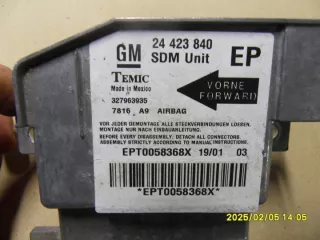 GM 24 423 840 EP
SDM Unit
TEMIC
Made in Mexico
VORNE
FORWARD
327963935
7816 A9 AIRBAG
VOR JEDER DEMONTAGE ALLE STECKVERBINDUNGEN LOESEN.
MONTAGE NUR NACH EINBAUANLEITUNG.
BEFORE EVERY DISASSEMBLY, DETACH ALL CONNECTORS.
ASSEMBLY STRICTLY ACCORDING TO MANUAL INSTRUCTIONS.
EPT0058368X 19/01 03
*EPT0058368X*
2025/02/05 14:05